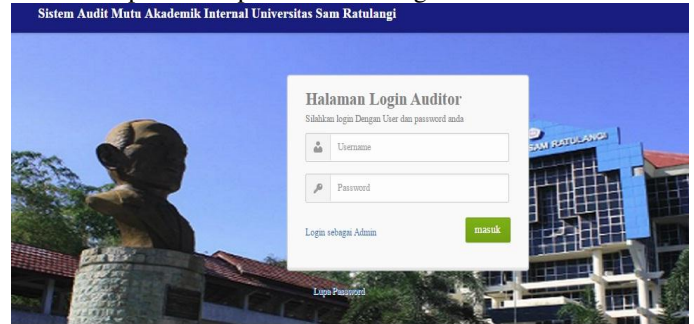 Sistem Audit Mutu Akademik Internal Universitas Sam Ratulangi
Halaman Login Auditor
Silahkan login Dengan User dan password anda
Username
Password
Login sebagai Admin
masuk
Lupa Password
SAM RATULANGI